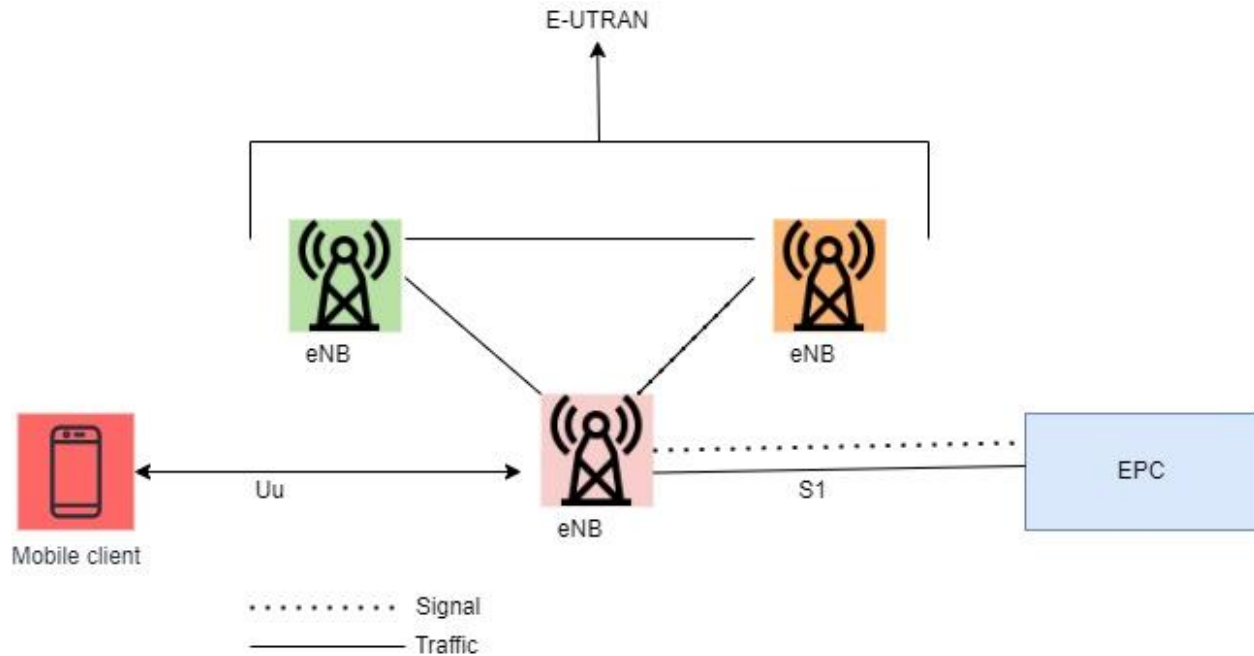 E-UTRAN
eNB
eNB
Uu
S1
EPC
eNB
Mobile client
Signal
Traffic